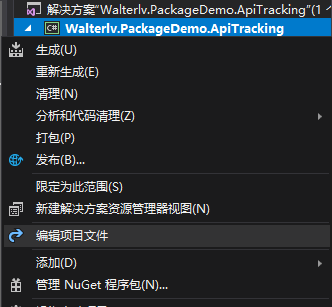 解决方案"Walterlv.PackageDemo.ApiTracking"(1 个
C# Walterlv.PackageDemo.ApiTracking
生成(U)
重新生成(E)
清理(N)
分析和代码清理(Z)
打包(P)
发布(B)...
限定为此范围(S)
新建解决方案资源管理器视图(N)
编辑项目文件
添加(D)
管理 NuGet 程序包(N)...